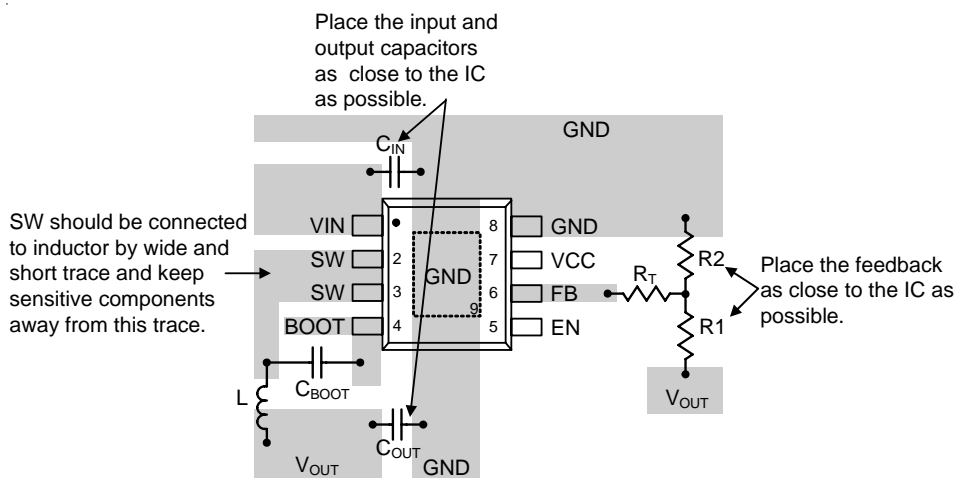 Place the input and
output capacitors
as close to the IC
as possible.
GND
CIN
SW should be connected
to inductor by wide and
short trace and keep
sensitive components
away from this trace.
VIN
SW
SW
BOOT
2
3
4
GND
9
8
7
6
5
GND
VCC
FB
EN
RT
R2
R1
Place the feedback
as close to the IC as
possible.
VOUT
L
CBOOT
VOUT
COUT
GND